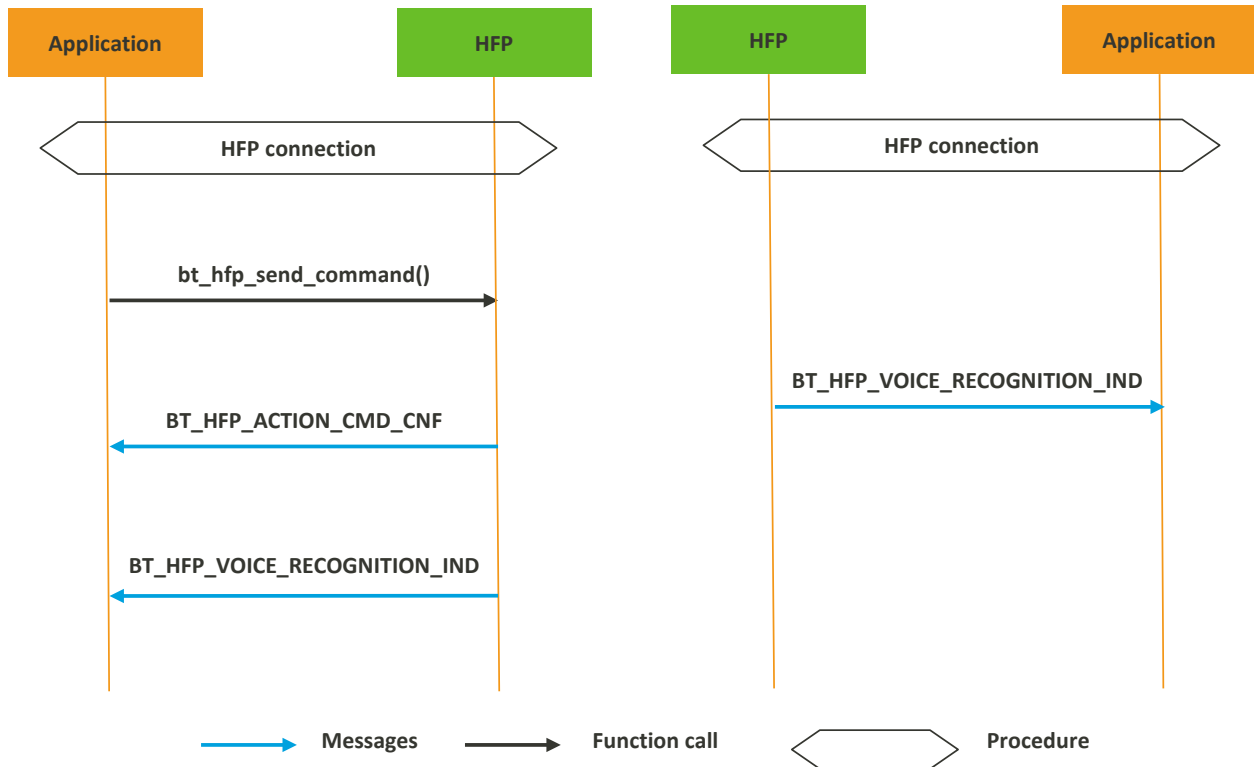 Application
HFP
HFP
Application
HFP connection
HFP connection
bt_hfp_send_command()
BT_HFP_VOICE_RECOGNITION_IND
BT_HFP_ACTION_CMD_CNF
BT_HFP_VOICE_RECOGNITION_IND
Messages
Function call
Procedure